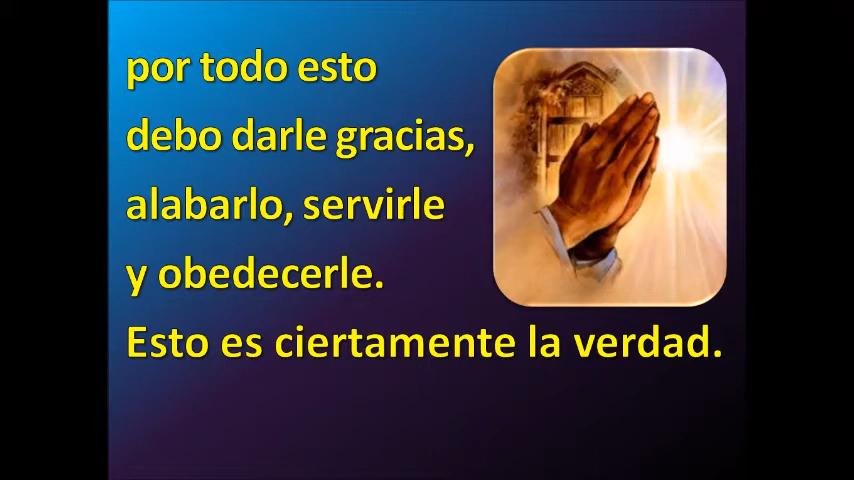 por todo esto
debo darle gracias,
alabarlo, servirle
y obedecerle.
Esto es ciertamente la verdad.